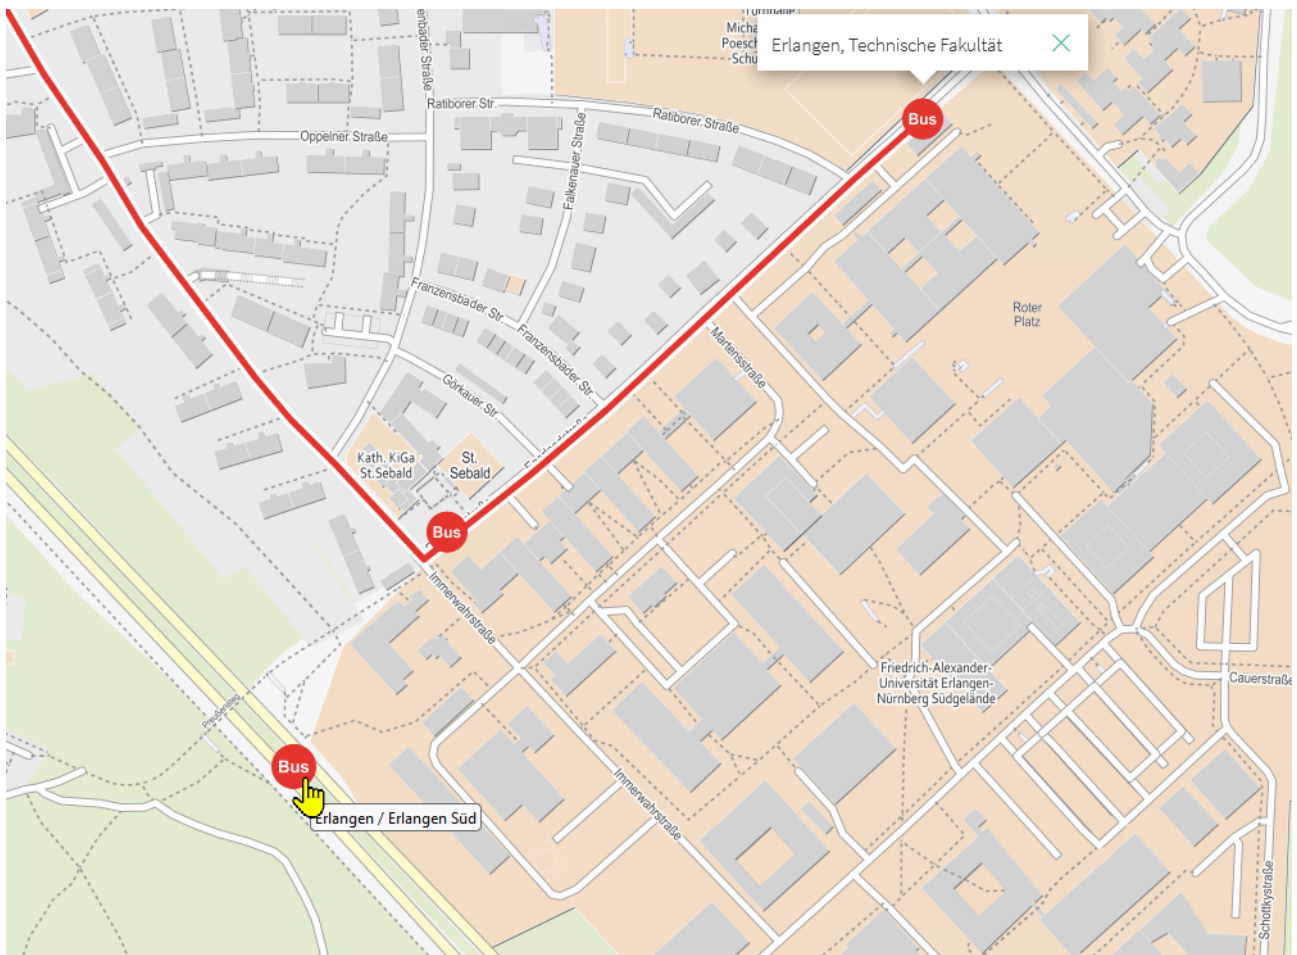 Turnhalle
Erlangen, Technische Fakultät
Bus
Ratiborer Str.
Ratiborer Straße
Oppelner Straße
Falkenauer Straße
Franzensbader Str.
Franzensbader Str.
Roter
Platz
Martensstraße
Görkauer Str.
Kath. KiGa
St.Sebald
St.
Sebald
Bus
Immerwahrstraße
Friedrich-Alexander-
Universität Erlangen-
Nürnberg Südgelände
Cauerstraße
Preußensteg
Bus
Erlangen / Erlangen Süd
Immerwahrstraße
Schottkystraße